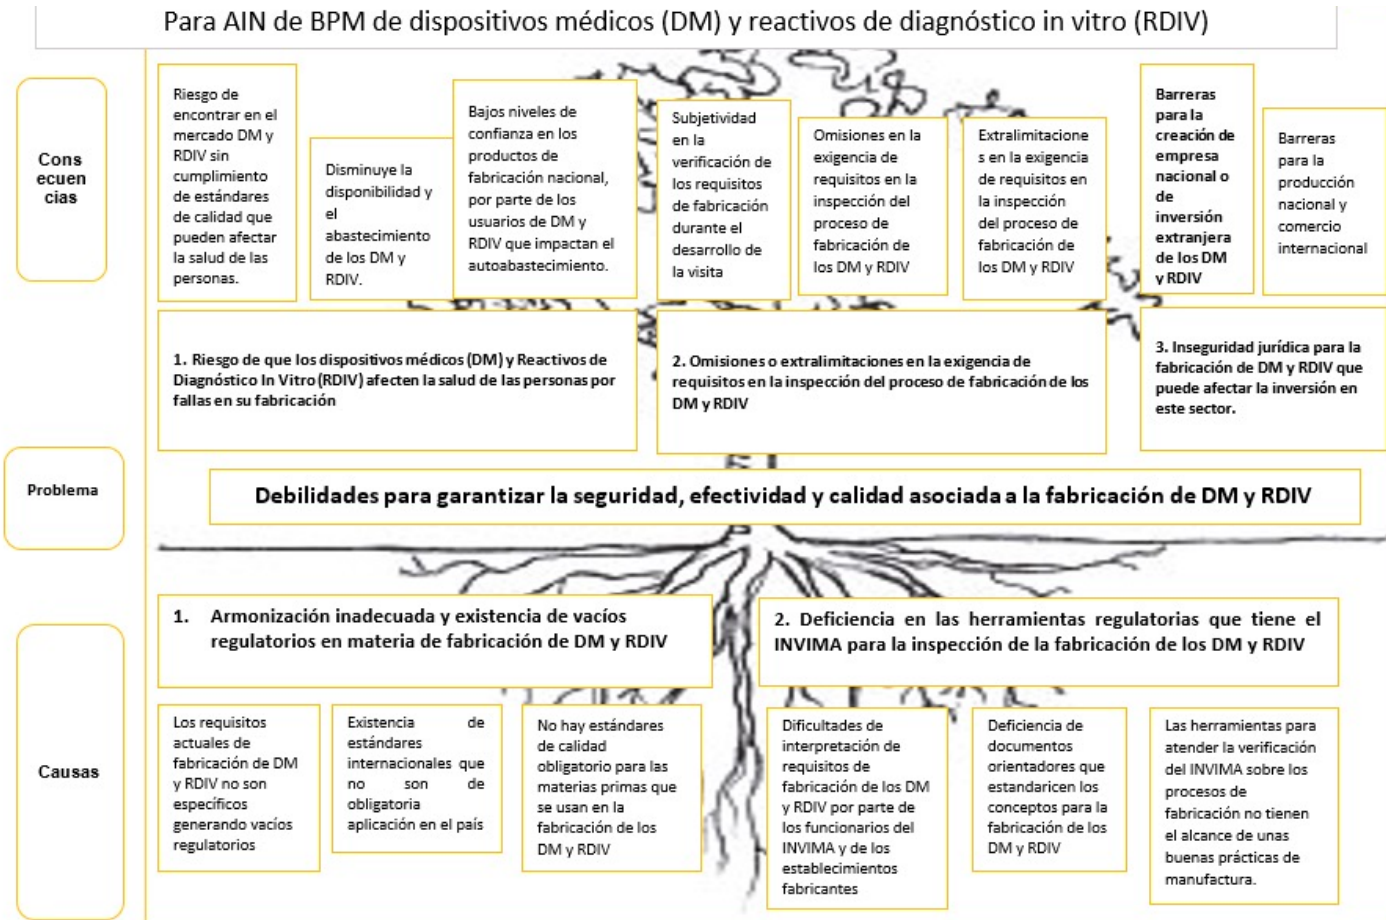 Para AIN de BPM de dispositivos médicos (DM) y reactivos de diagnóstico in vitro (RDIV)
Cons
ecuen
cias
Riesgo de
encontrar en el
mercado DM y
RDIV sin
cumplimiento
de estándares
de calidad que
pueden afectar
la salud de las
personas.
Disminuye la
disponibilidad y
el
abastecimiento
de los DM y
RDIV.
Bajos niveles de
confianza en los
productos de
fabricación nacional,
por parte de los
usuarios de DM y
RDIV que impactan el
autoabastecimiento.
Subjetividad
en la
verificación de
los requisitos
de fabricación
durante el
desarrollo de
la visita
Omisiones en la
exigencia de
requisitos en la
inspección del
proceso de
fabricación de
los DM y RDIV
Extralimitacione
s en la exigencia
de requisitos en
la inspección
del proceso de
fabricación de
los DM y RDIV
Barreras
para la
creación de
empresa
nacional o
de
inversión
extranjera
de los DM
y RDIV
Barreras
para la
producción
nacional y
comercio
internacional
1. Riesgo de que los dispositivos médicos (DM) y Reactivos de
Diagnóstico In Vitro (RDIV) afecten la salud de las personas por
fallas en su fabricación
2. Omisiones o extralimitaciones en la exigencia de
requisitos en la inspección del proceso de fabricación de los
DM y RDIV
3. Inseguridad jurídica para la
fabricación de DM y RDIV que
puede afectar la inversión en
este sector.
Problema
Debilidades para garantizar la seguridad, efectividad y calidad asociada a la fabricación de DM y RDIV
Causas
1. Armonización inadecuada y existencia de vacíos
regulatorios en materia de fabricación de DM y RDIV
2. Deficiencia en las herramientas regulatorias que tiene el
INVIMA para la inspección de la fabricación de los DM y RDIV
Los requisitos
actuales de
fabricación de DM
y RDIV no son
específicos
generando vacíos
regulatorios
Existencia de
estándares
internacionales que
no son de
obligatoria
aplicación en el país
No hay estándares
de calidad
obligatorio para las
materias primas que
se usan en la
fabricación de los
DM y RDIV
Dificultades de
interpretación de
requisitos de
fabricación de los DM
y RDIV por parte de
los funcionarios del
INVIMA y de los
establecimientos
fabricantes
Deficiencia de
documentos
orientadores que
estandaricen los
conceptos para la
fabricación de los
DM y RDIV
Las herramientas para
atender la verificación
del INVIMA sobre los
procesos de
fabricación no tienen
el alcance de unas
buenas prácticas de
manufactura.